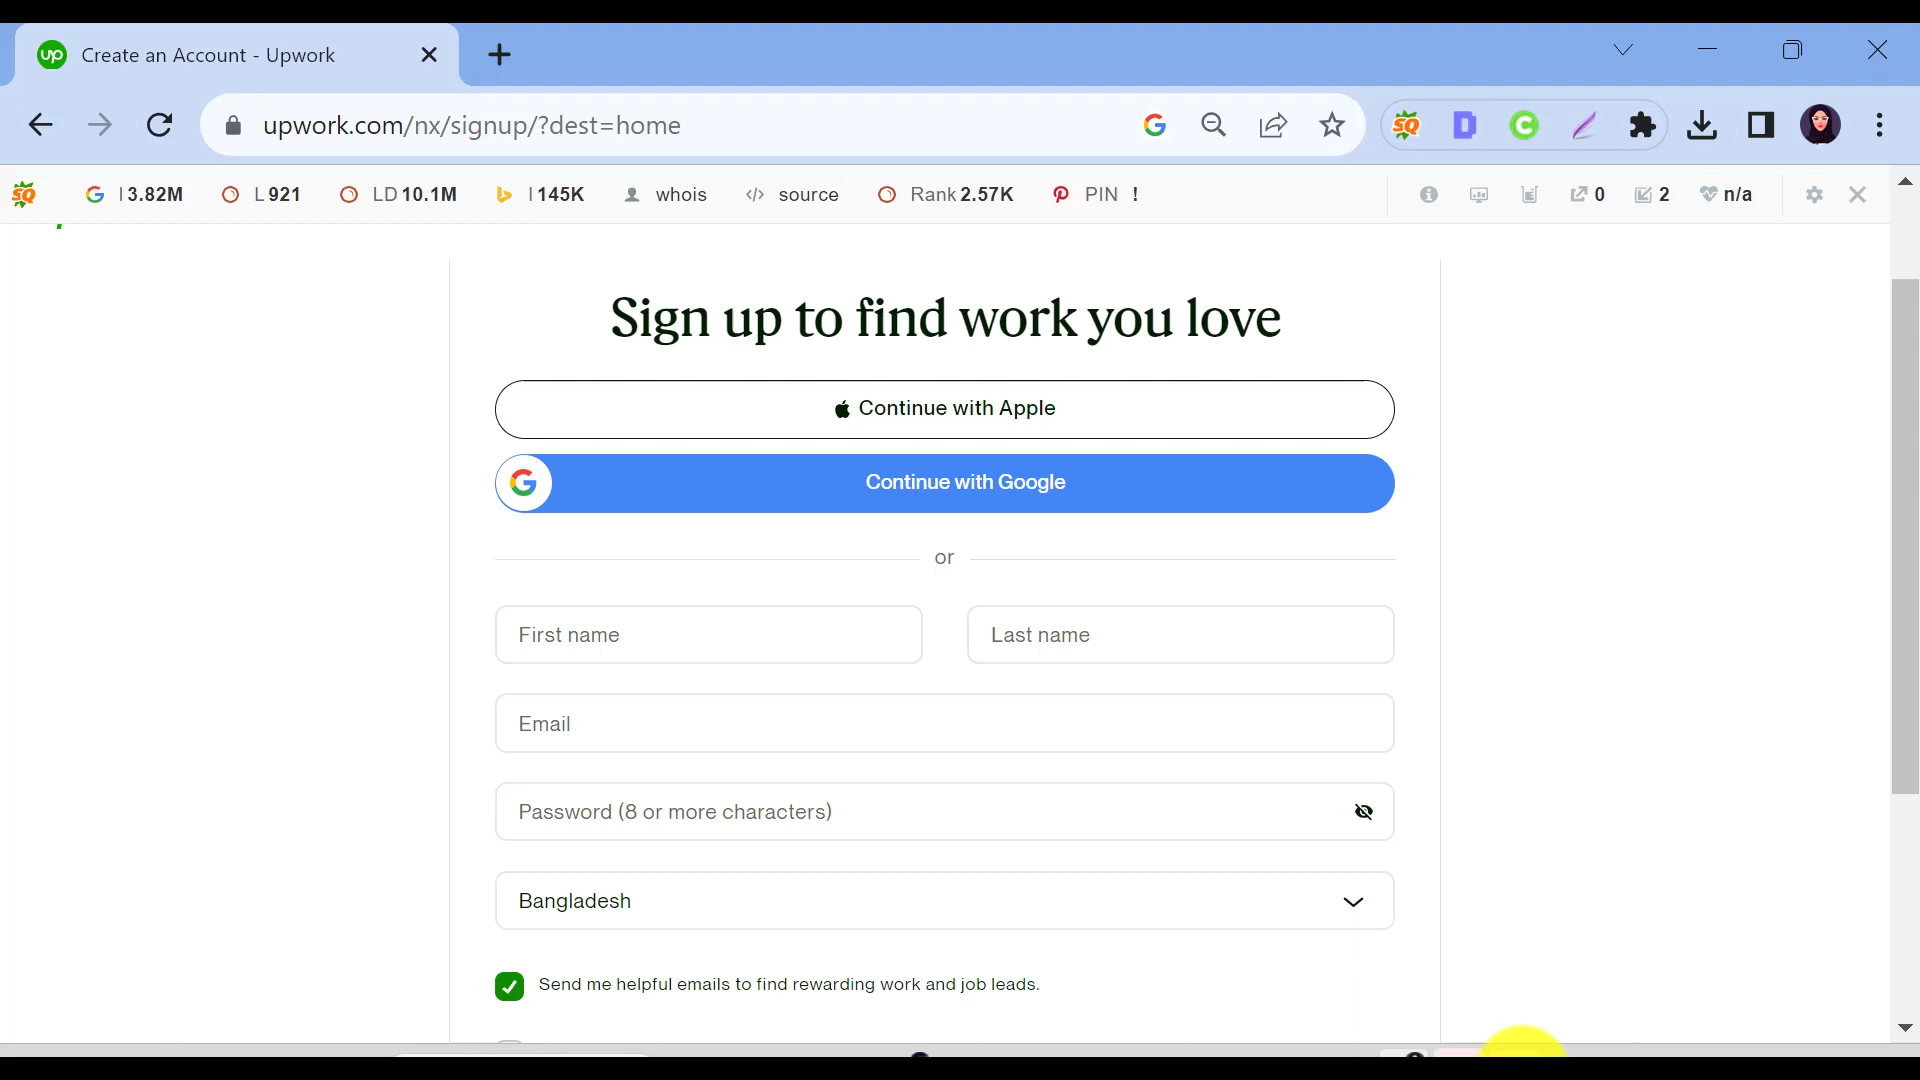 up Create an Account - Upwork
upwork.com/nx/signup/?dest=home
SQ I 3.82M L 921 LD 10.1M I 145K whois source Rank 2.57K PIN ! 0 2 n/a
Sign up to find work you love
Continue with Apple
Continue with Google
or
First name Last name
Email
Password (8 or more characters)
Bangladesh
Send me helpful emails to find rewarding work and job leads.